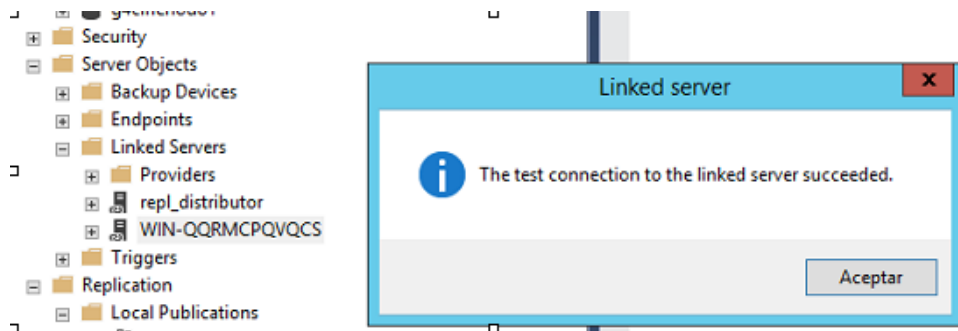 Security
Server Objects
Backup Devices
Endpoints
Linked Servers
Providers
repl_distributor
WIN-QQRMCPQVQCS
Triggers
Replication
Local Publications
Linked server
x
The test connection to the linked server succeeded.
Aceptar